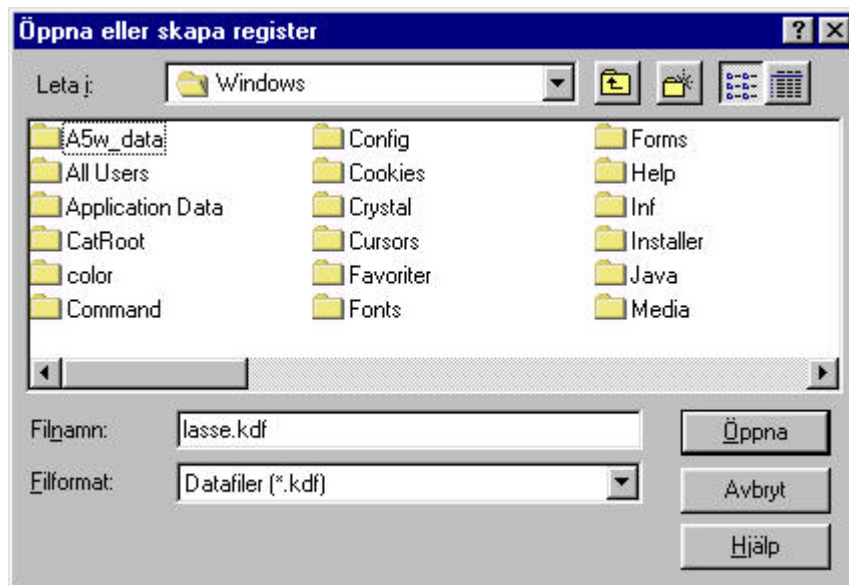 Öppna eller skapa register
Leta i: Windows
A5w_data Config Forms
All Users Cookies Help
Application Data Crystal Inf
CatRoot Cursors Installer
color Favoriter Java
Command Fonts Media
Filnamn: lasse.kdf Öppna
Filformat: Datafiler (*.kdf) Avbryt
Hjälp